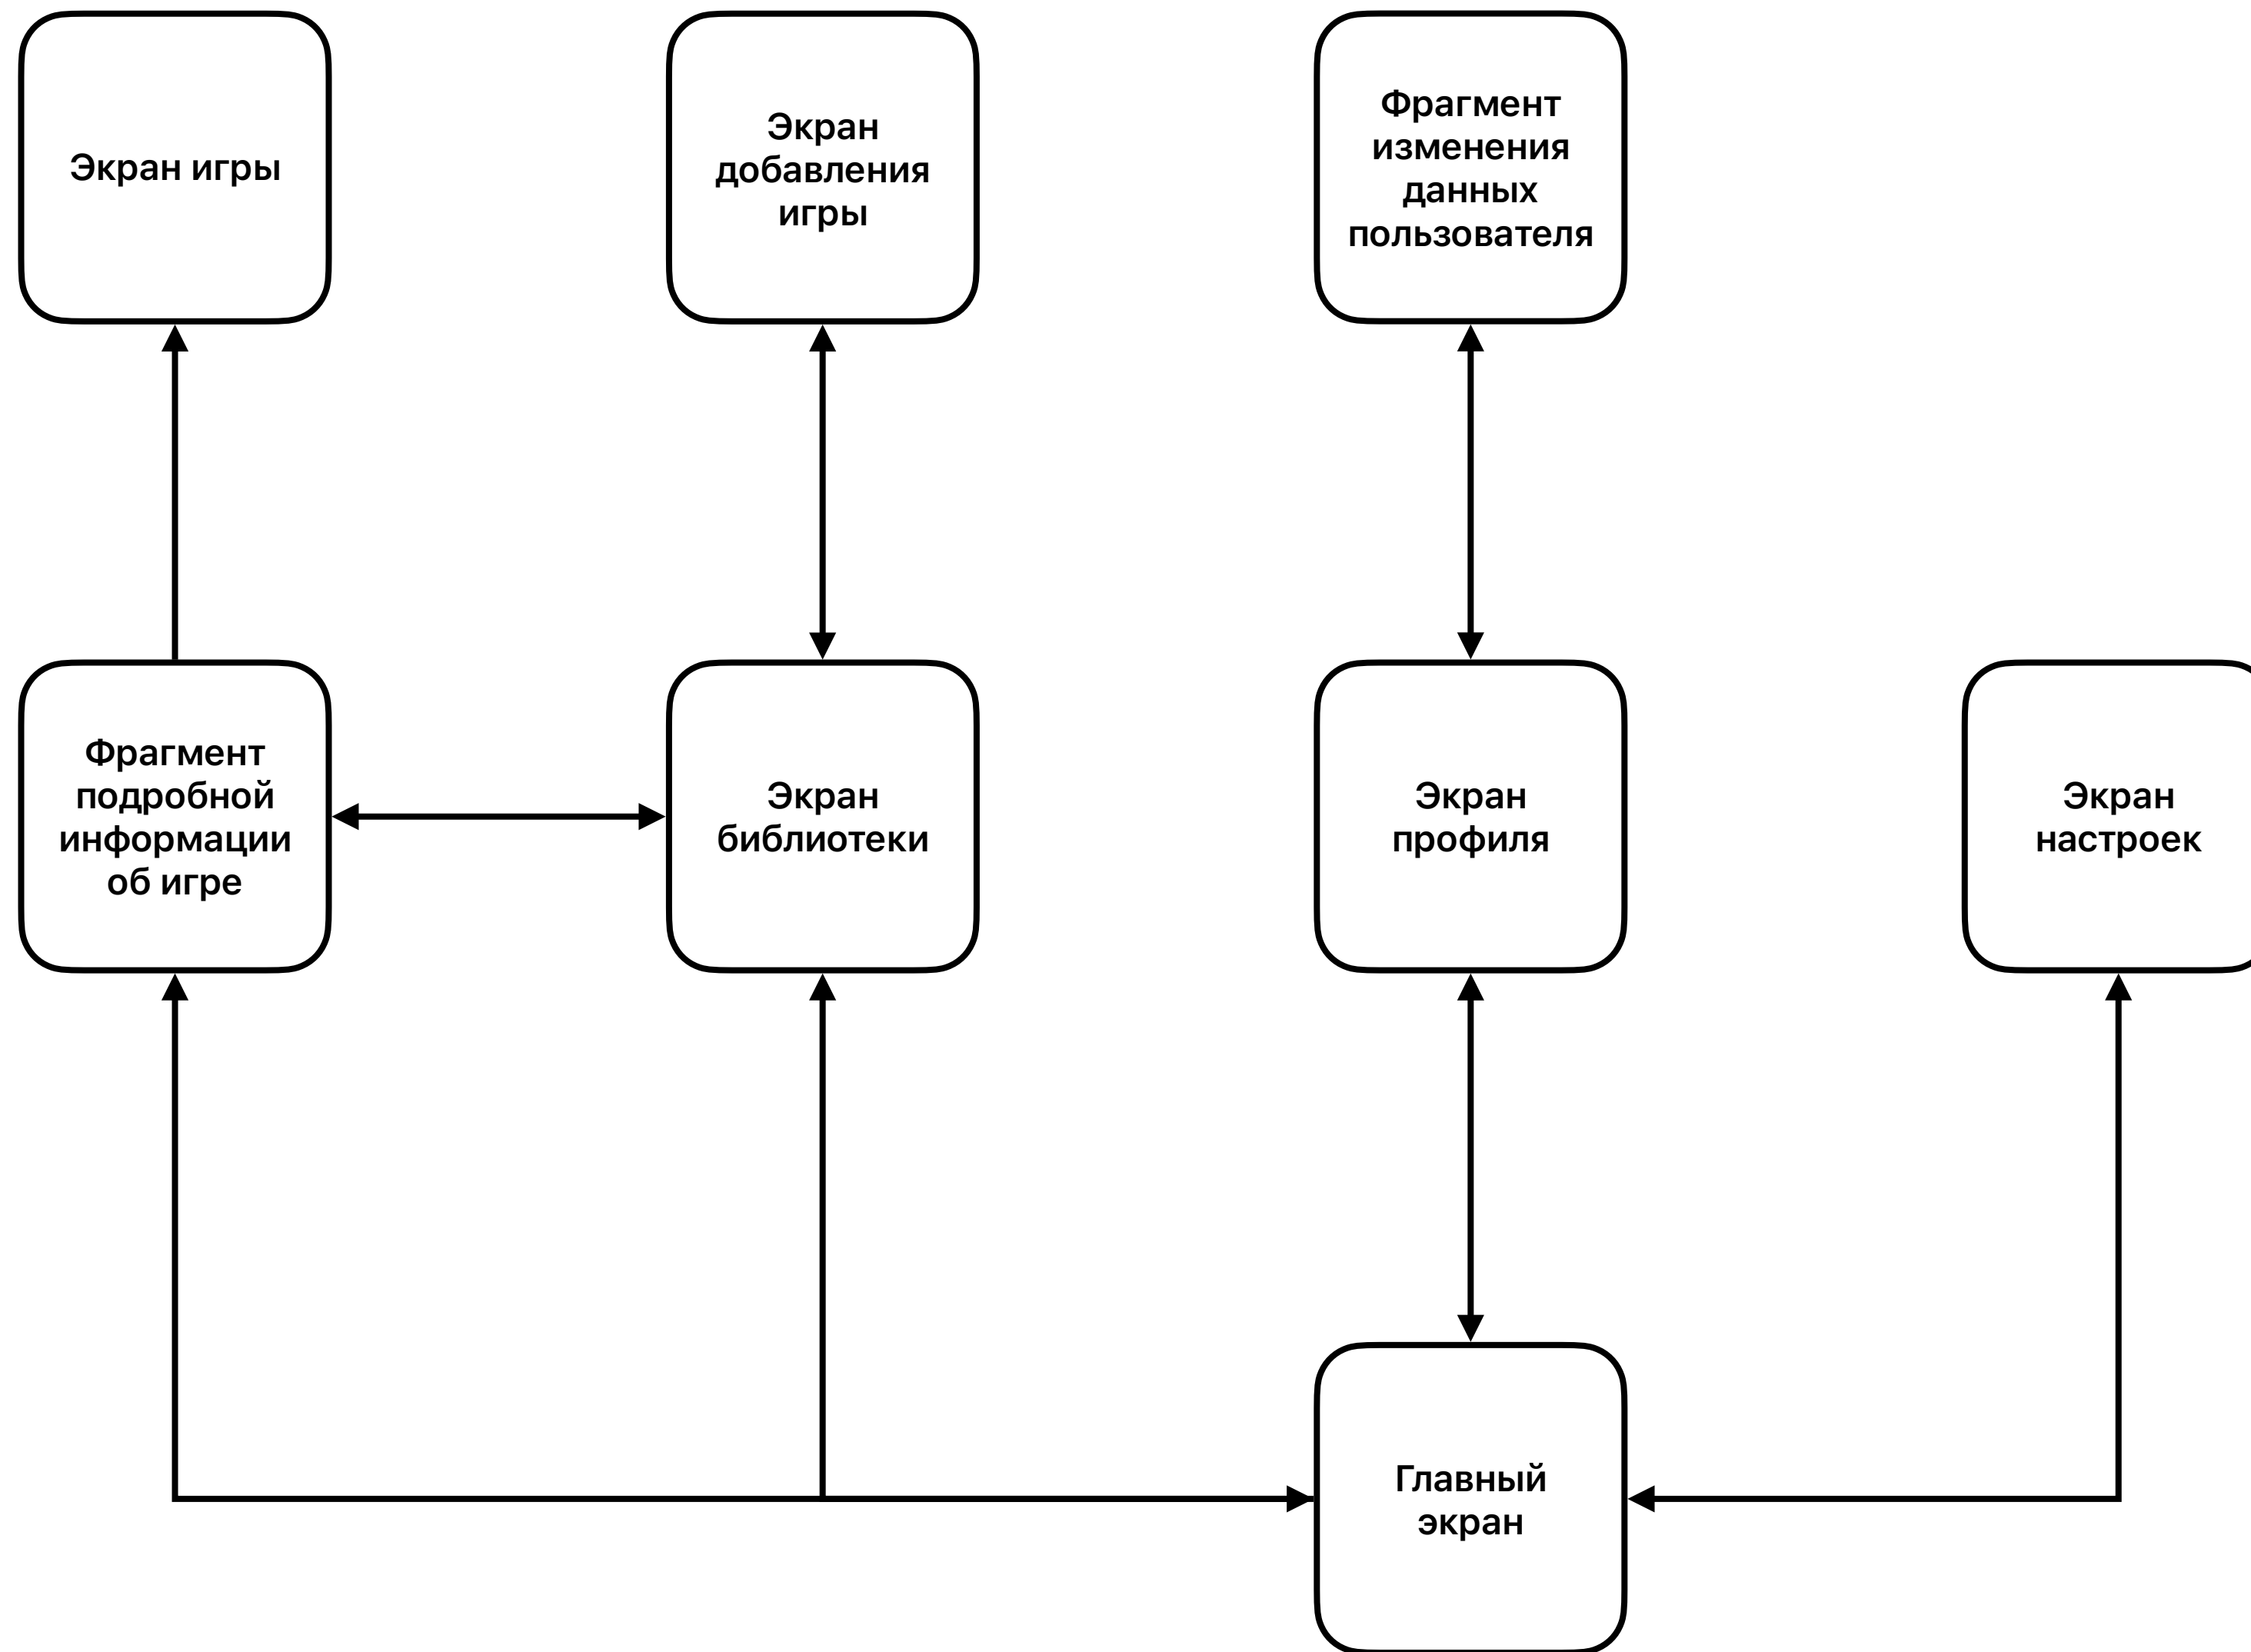 Экран игры
Экран
добавления
игры
Фрагмент
изменения
данных
пользователя
Фрагмент
подробной
информации
об игре
Экран
библиотеки
Экран
профиля
Экран
настроек
Главный
экран